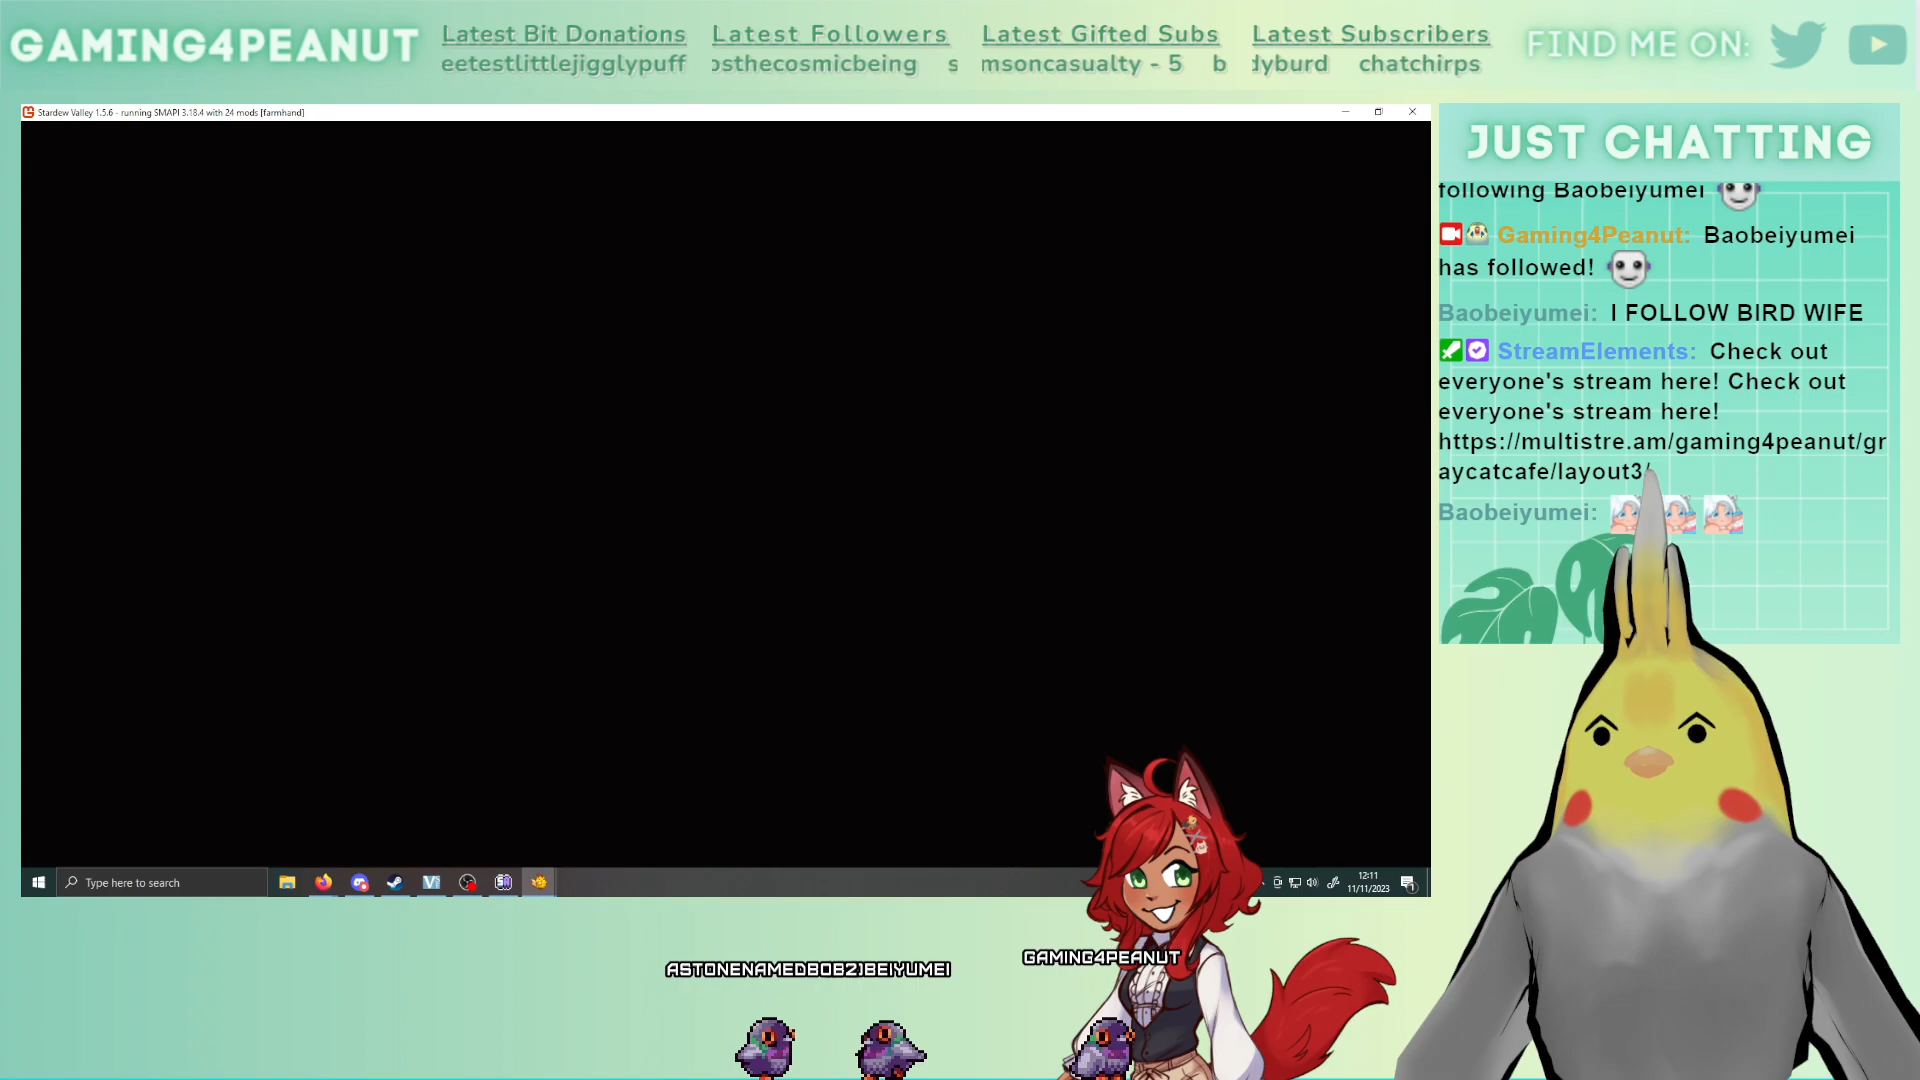 GAMING4PEANUT
Latest Bit Donations
eetestlittlejigglypuff
Latest Followers
osthecosmicbeing s
Latest Gifted Subs
msoncasualty - 5 b
Latest Subscribers
dyburd chatchirps
FIND ME ON:
Stardew Valley 1.5.6 - running SMAPI 3.18.4 with 24 mods [farmhand]
JUST CHATTING
following Baobeiyumei
Gaming4Peanut: Baobeiyumei
has followed!
Baobeiyumei: I FOLLOW BIRD WIFE
StreamElements: Check out
everyone's stream here! Check out
everyone's stream here!
https://multistre.am/gaming4peanut/gr
aycatcafe/layout3/
Baobeiyumei:
Type here to search
12:11
11/11/2023
1
GAMING4PEANUT